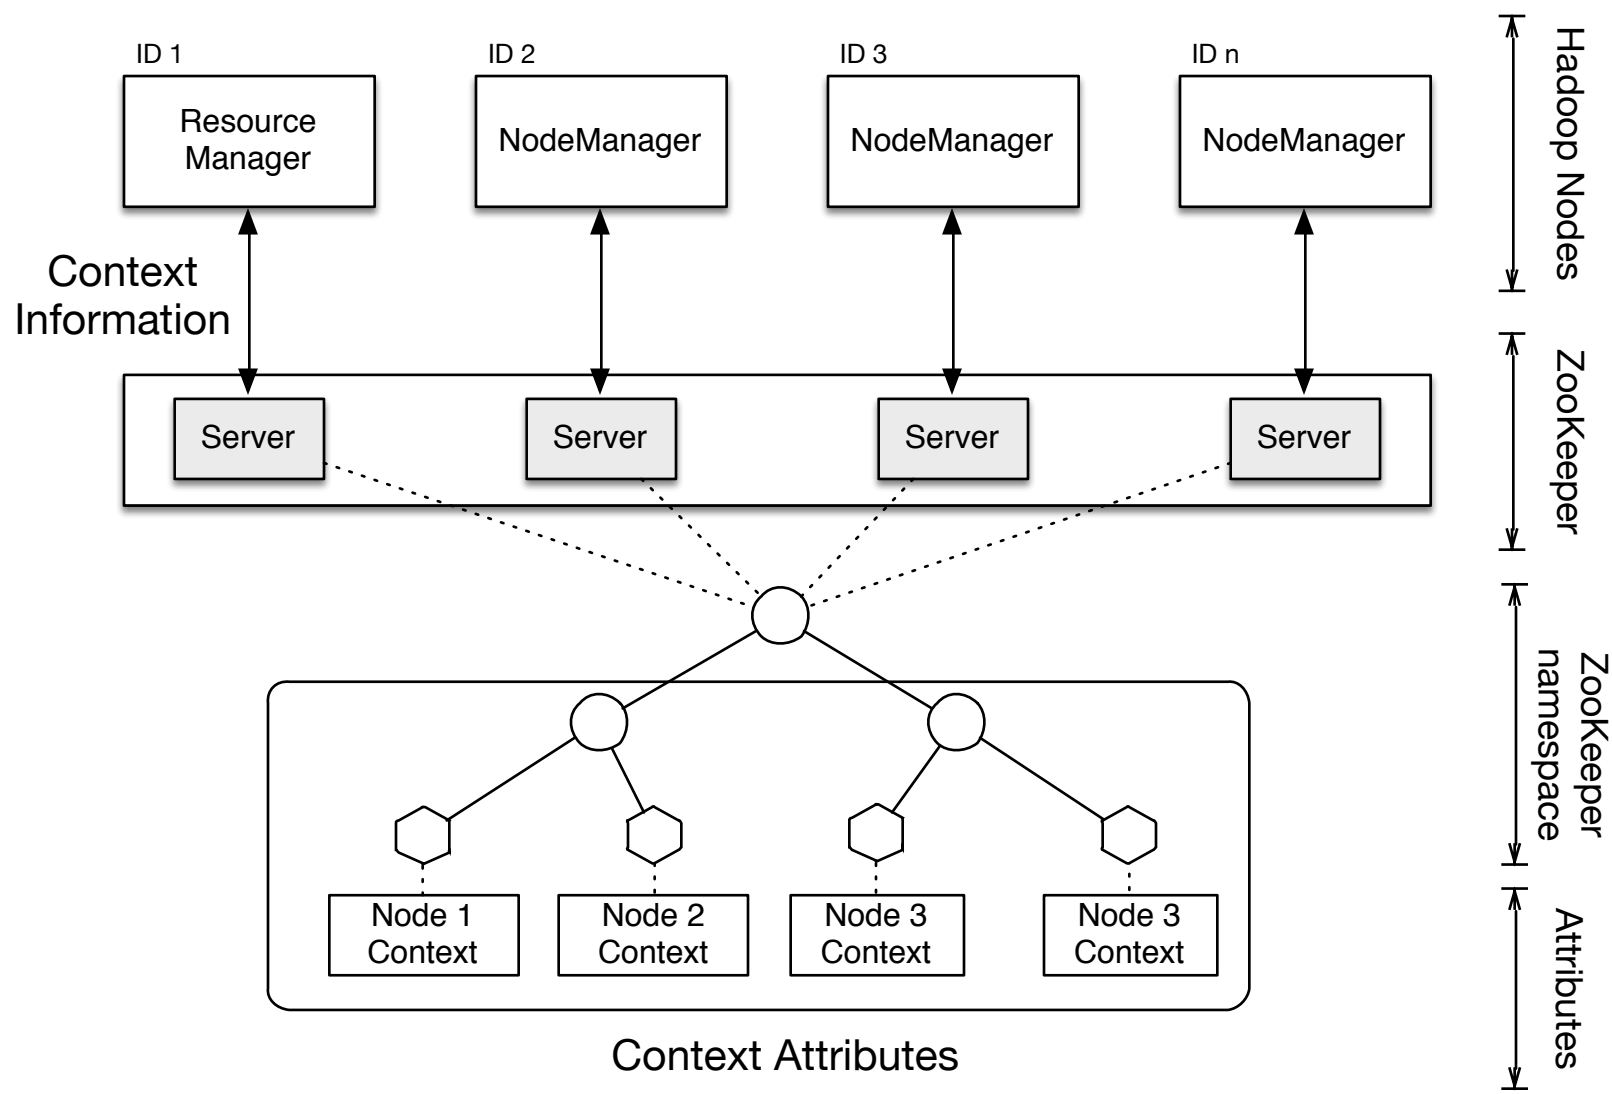 ID 1
ID 2
ID 3
ID n
Resource
Manager
NodeManager
NodeManager
NodeManager
Hadoop Nodes
Context
Information
Server
Server
Server
Server
ZooKeeper
ZooKeeper
namespace
Node 1
Context
Node 2
Context
Node 3
Context
Node 3
Context
Attributes
Context Attributes